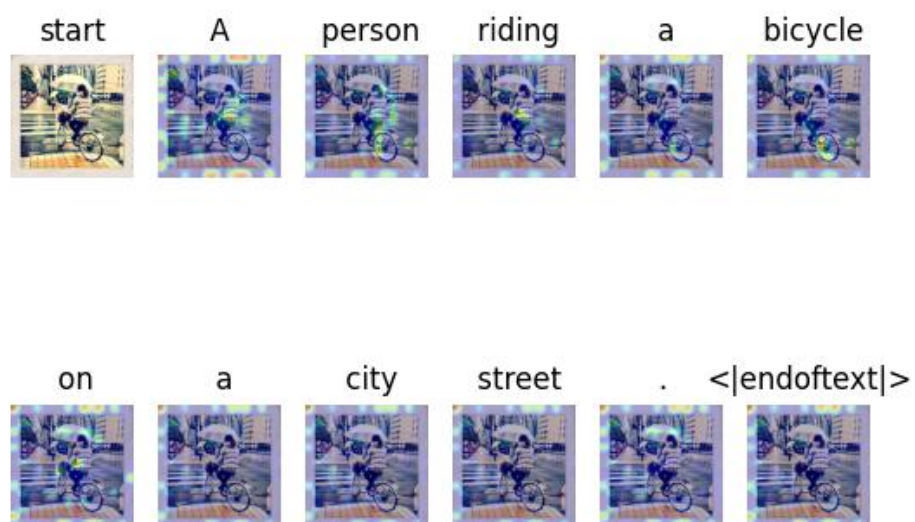 start A person riding a bicycle
on a city street . <|endoftext|>